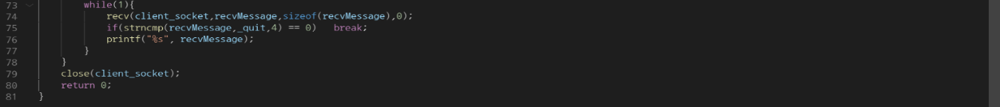 73 while(1){
74 recv(client_socket,recvMessage,sizeof(recvMessage),0);
75 if(strncmp(recvMessage,_quit,4) == 0)   break;
76 printf("%s", recvMessage);
77 }
78 }
79 close(client_socket);
80 return 0;
81 }